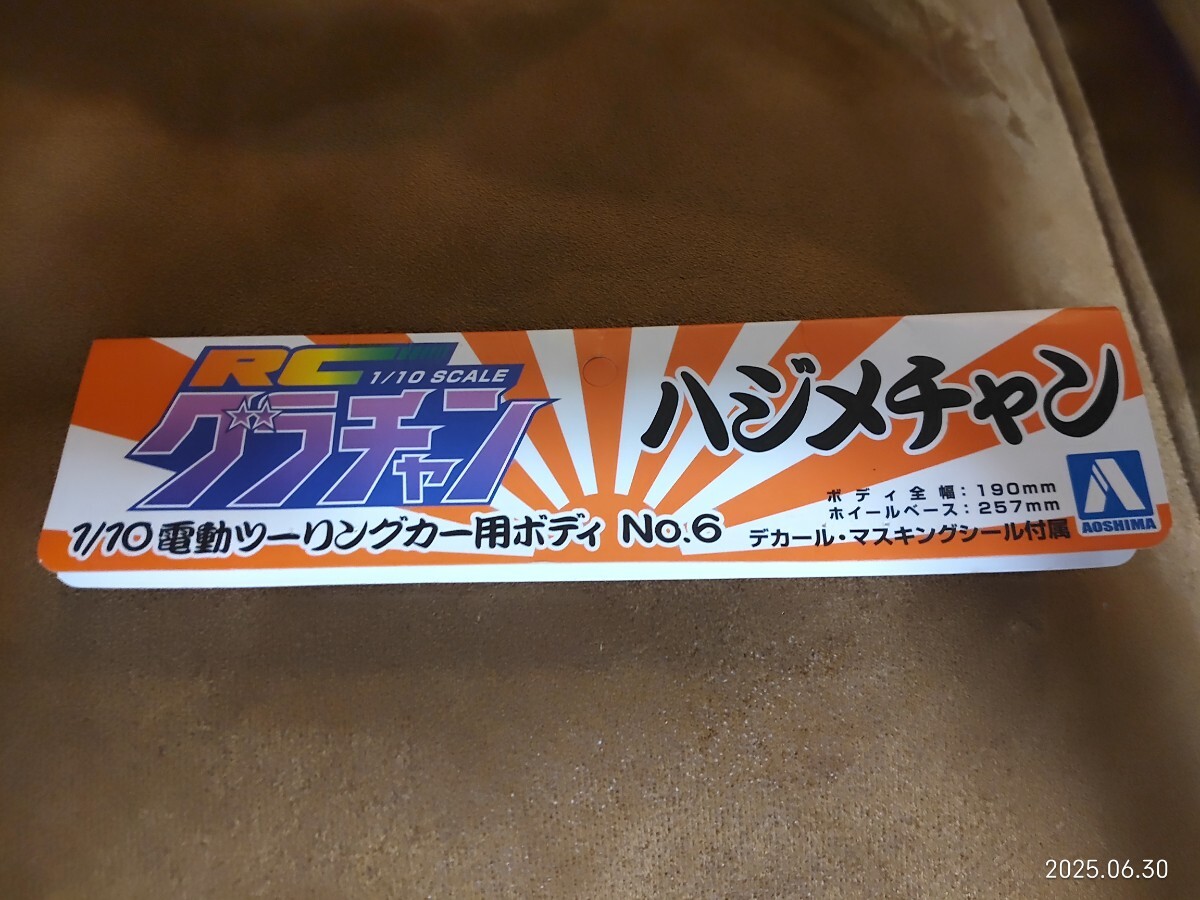 RC 1/10 SCALE
グラチャン
1/10 電動ツーリングカー用ボディ No.6
ハジメチャン
ボディ全幅：190mm
ホイールベース：257mm
デカール・マスキングシール付属
AOSHIMA
2025.06.30